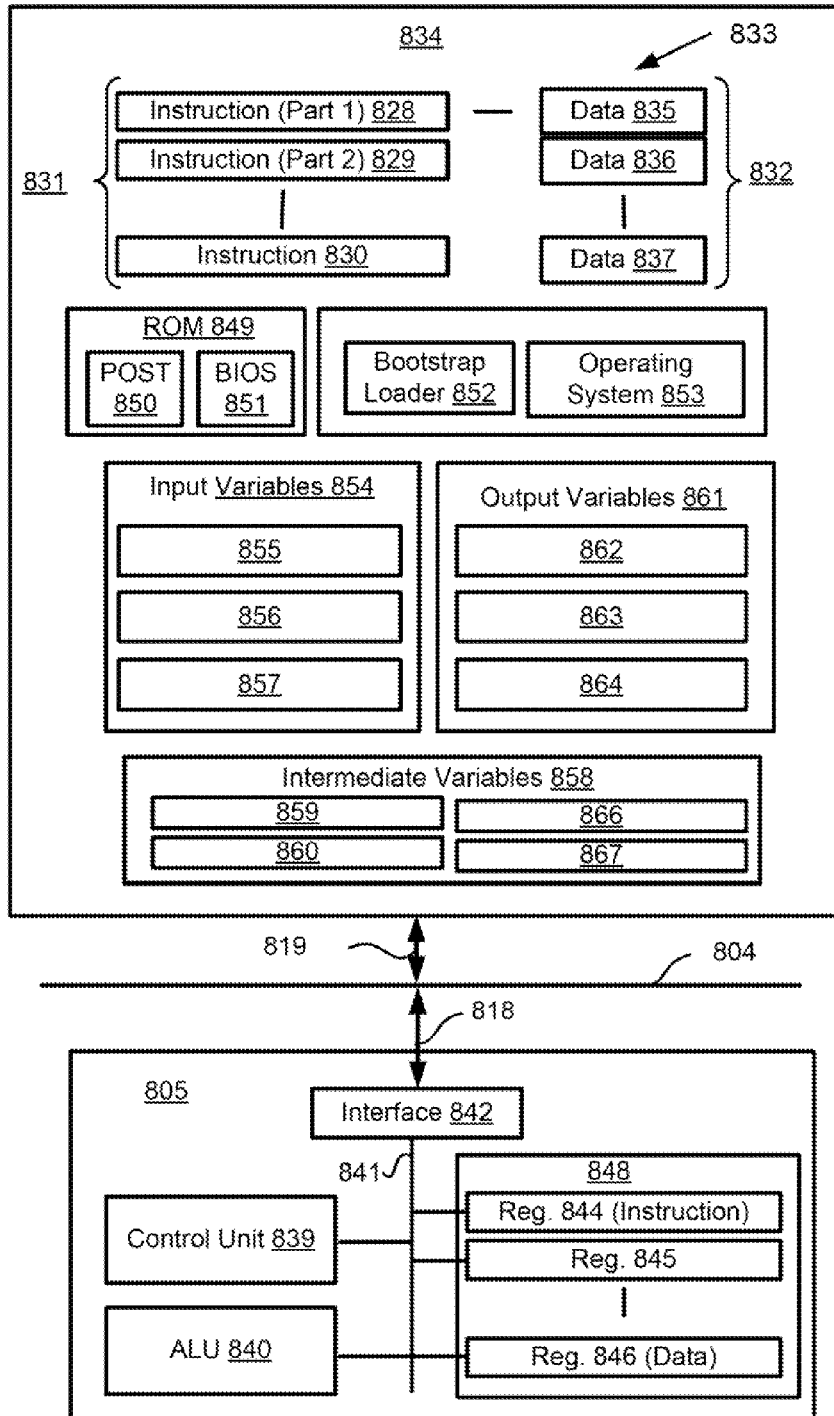 834
833
Instruction (Part 1) 828
Data 835
Instruction (Part 2) 829
Data 836
831
832
Instruction 830
Data 837
ROM 849
POST
850
BIOS
851
Bootstrap
Loader 852
Operating
System 853
Input Variables 854
855
856
857
Output Variables 861
862
863
864
Intermediate Variables 858
859
866
860
867
819
804
818
805
Interface 842
841
848
Control Unit 839
Reg. 844 (Instruction)
Reg. 845
ALU 840
Reg. 846 (Data)